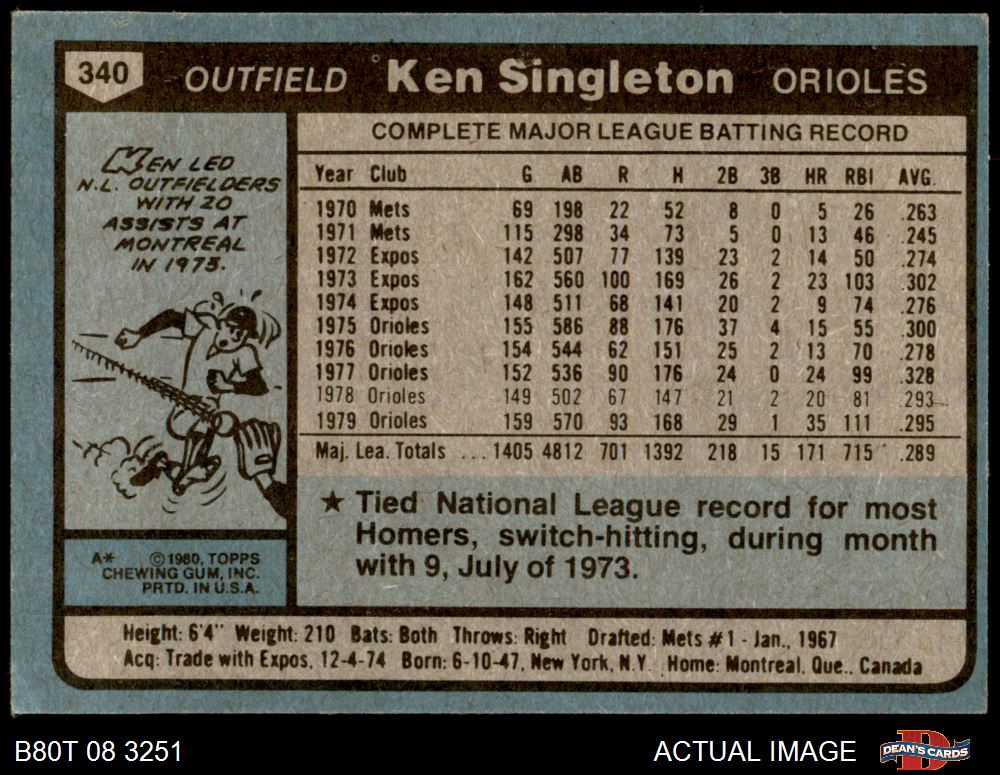 340 OUTFIELD Ken Singleton ORIOLES
KEN LED
N.L. OUTFIELDERS
WITH 20
ASSISTS AT
MONTREAL
IN 1973.
COMPLETE MAJOR LEAGUE BATTING RECORD
Year Club G AB R H 2B 3B HR RBI AVG.
1970 Mets 69 198 22 52 8 0 5 26 .263
1971 Mets 115 298 34 73 5 0 13 46 .245
1972 Expos 142 507 77 139 23 2 14 50 .274
1973 Expos 162 560 100 169 26 2 23 103 .302
1974 Expos 148 511 68 141 20 2 9 74 .276
1975 Orioles 155 586 88 176 37 4 15 55 .300
1976 Orioles 154 544 62 151 25 2 13 70 .278
1977 Orioles 152 536 90 176 24 0 24 99 .328
1978 Orioles 149 502 67 147 21 2 20 81 .293
1979 Orioles 159 570 93 168 29 1 35 111 .295
Maj. Lea. Totals ... 1405 4812 701 1392 218 15 171 715 .289
★ Tied National League record for most
Homers, switch-hitting, during month
with 9, July of 1973.
A* ©1980, TOPPS
CHEWING GUM, INC.
PRTD. IN U.S.A.
Height: 6'4" Weight: 210 Bats: Both Throws: Right Drafted: Mets #1 - Jan., 1967
Acq: Trade with Expos, 12-4-74 Born: 6-10-47, New York, N.Y. Home: Montreal, Que., Canada
B80T 08 3251 ACTUAL IMAGE DEAN'S CARDS